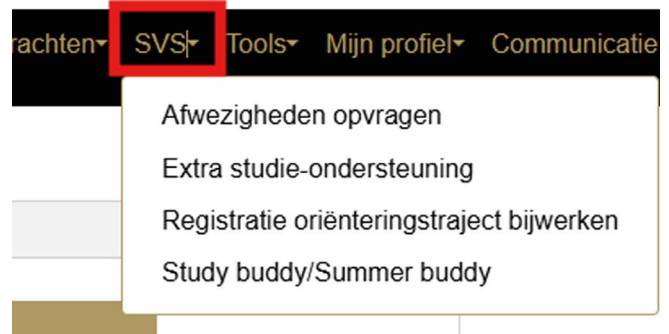 rachten SVS Tools Mijn profiel Communicatie
Afwezigheden opvragen
Extra studie-ondersteuning
Registratie oriënteringstraject bijwerken
Study buddy/Summer buddy